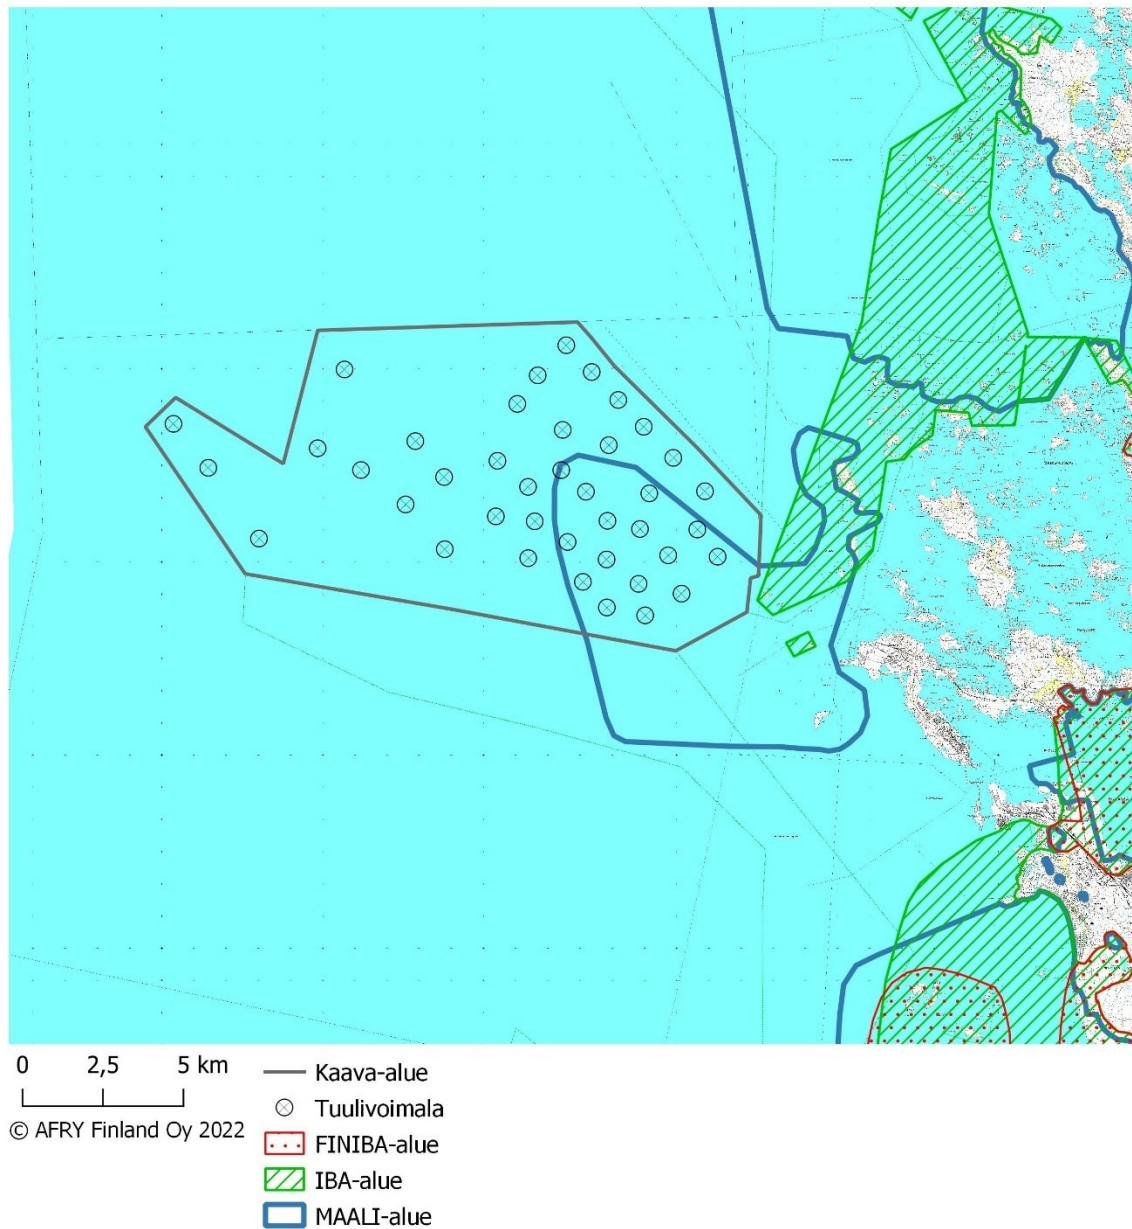 0 2,5 5 km
© AFRY Finland Oy 2022
Kaava-alue
Tuulivoimala
FINIBA-alue
IBA-alue
MAALI-alue